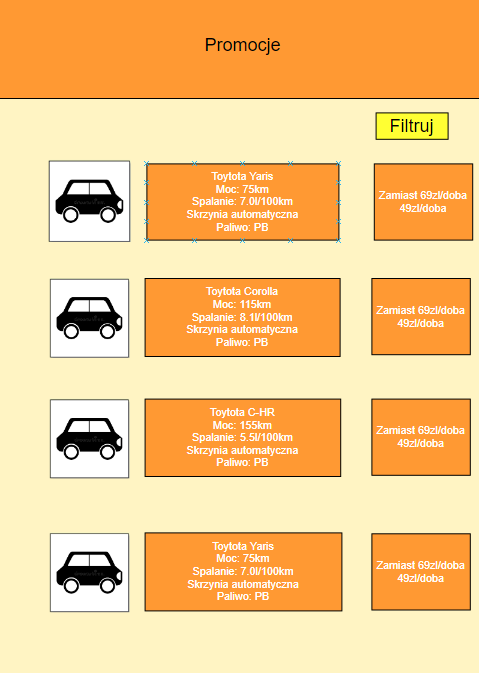 Promocje
Filtruj
Toytota Yaris
Moc: 75km
Spalanie: 7.0l/100km
Skrzynia automatyczna
Paliwo: PB
Zamiast 69zl/doba
49zl/doba
Toytota Corolla
Moc: 115km
Spalanie: 8.1l/100km
Skrzynia automatyczna
Paliwo: PB
Zamiast 69zl/doba
49zl/doba
Toytota C-HR
Moc: 155km
Spalanie: 5.5l/100km
Skrzynia automatyczna
Paliwo: PB
Zamiast 69zl/doba
49zl/doba
Toytota Yaris
Moc: 75km
Spalanie: 7.0l/100km
Skrzynia automatyczna
Paliwo: PB
Zamiast 69zl/doba
49zl/doba